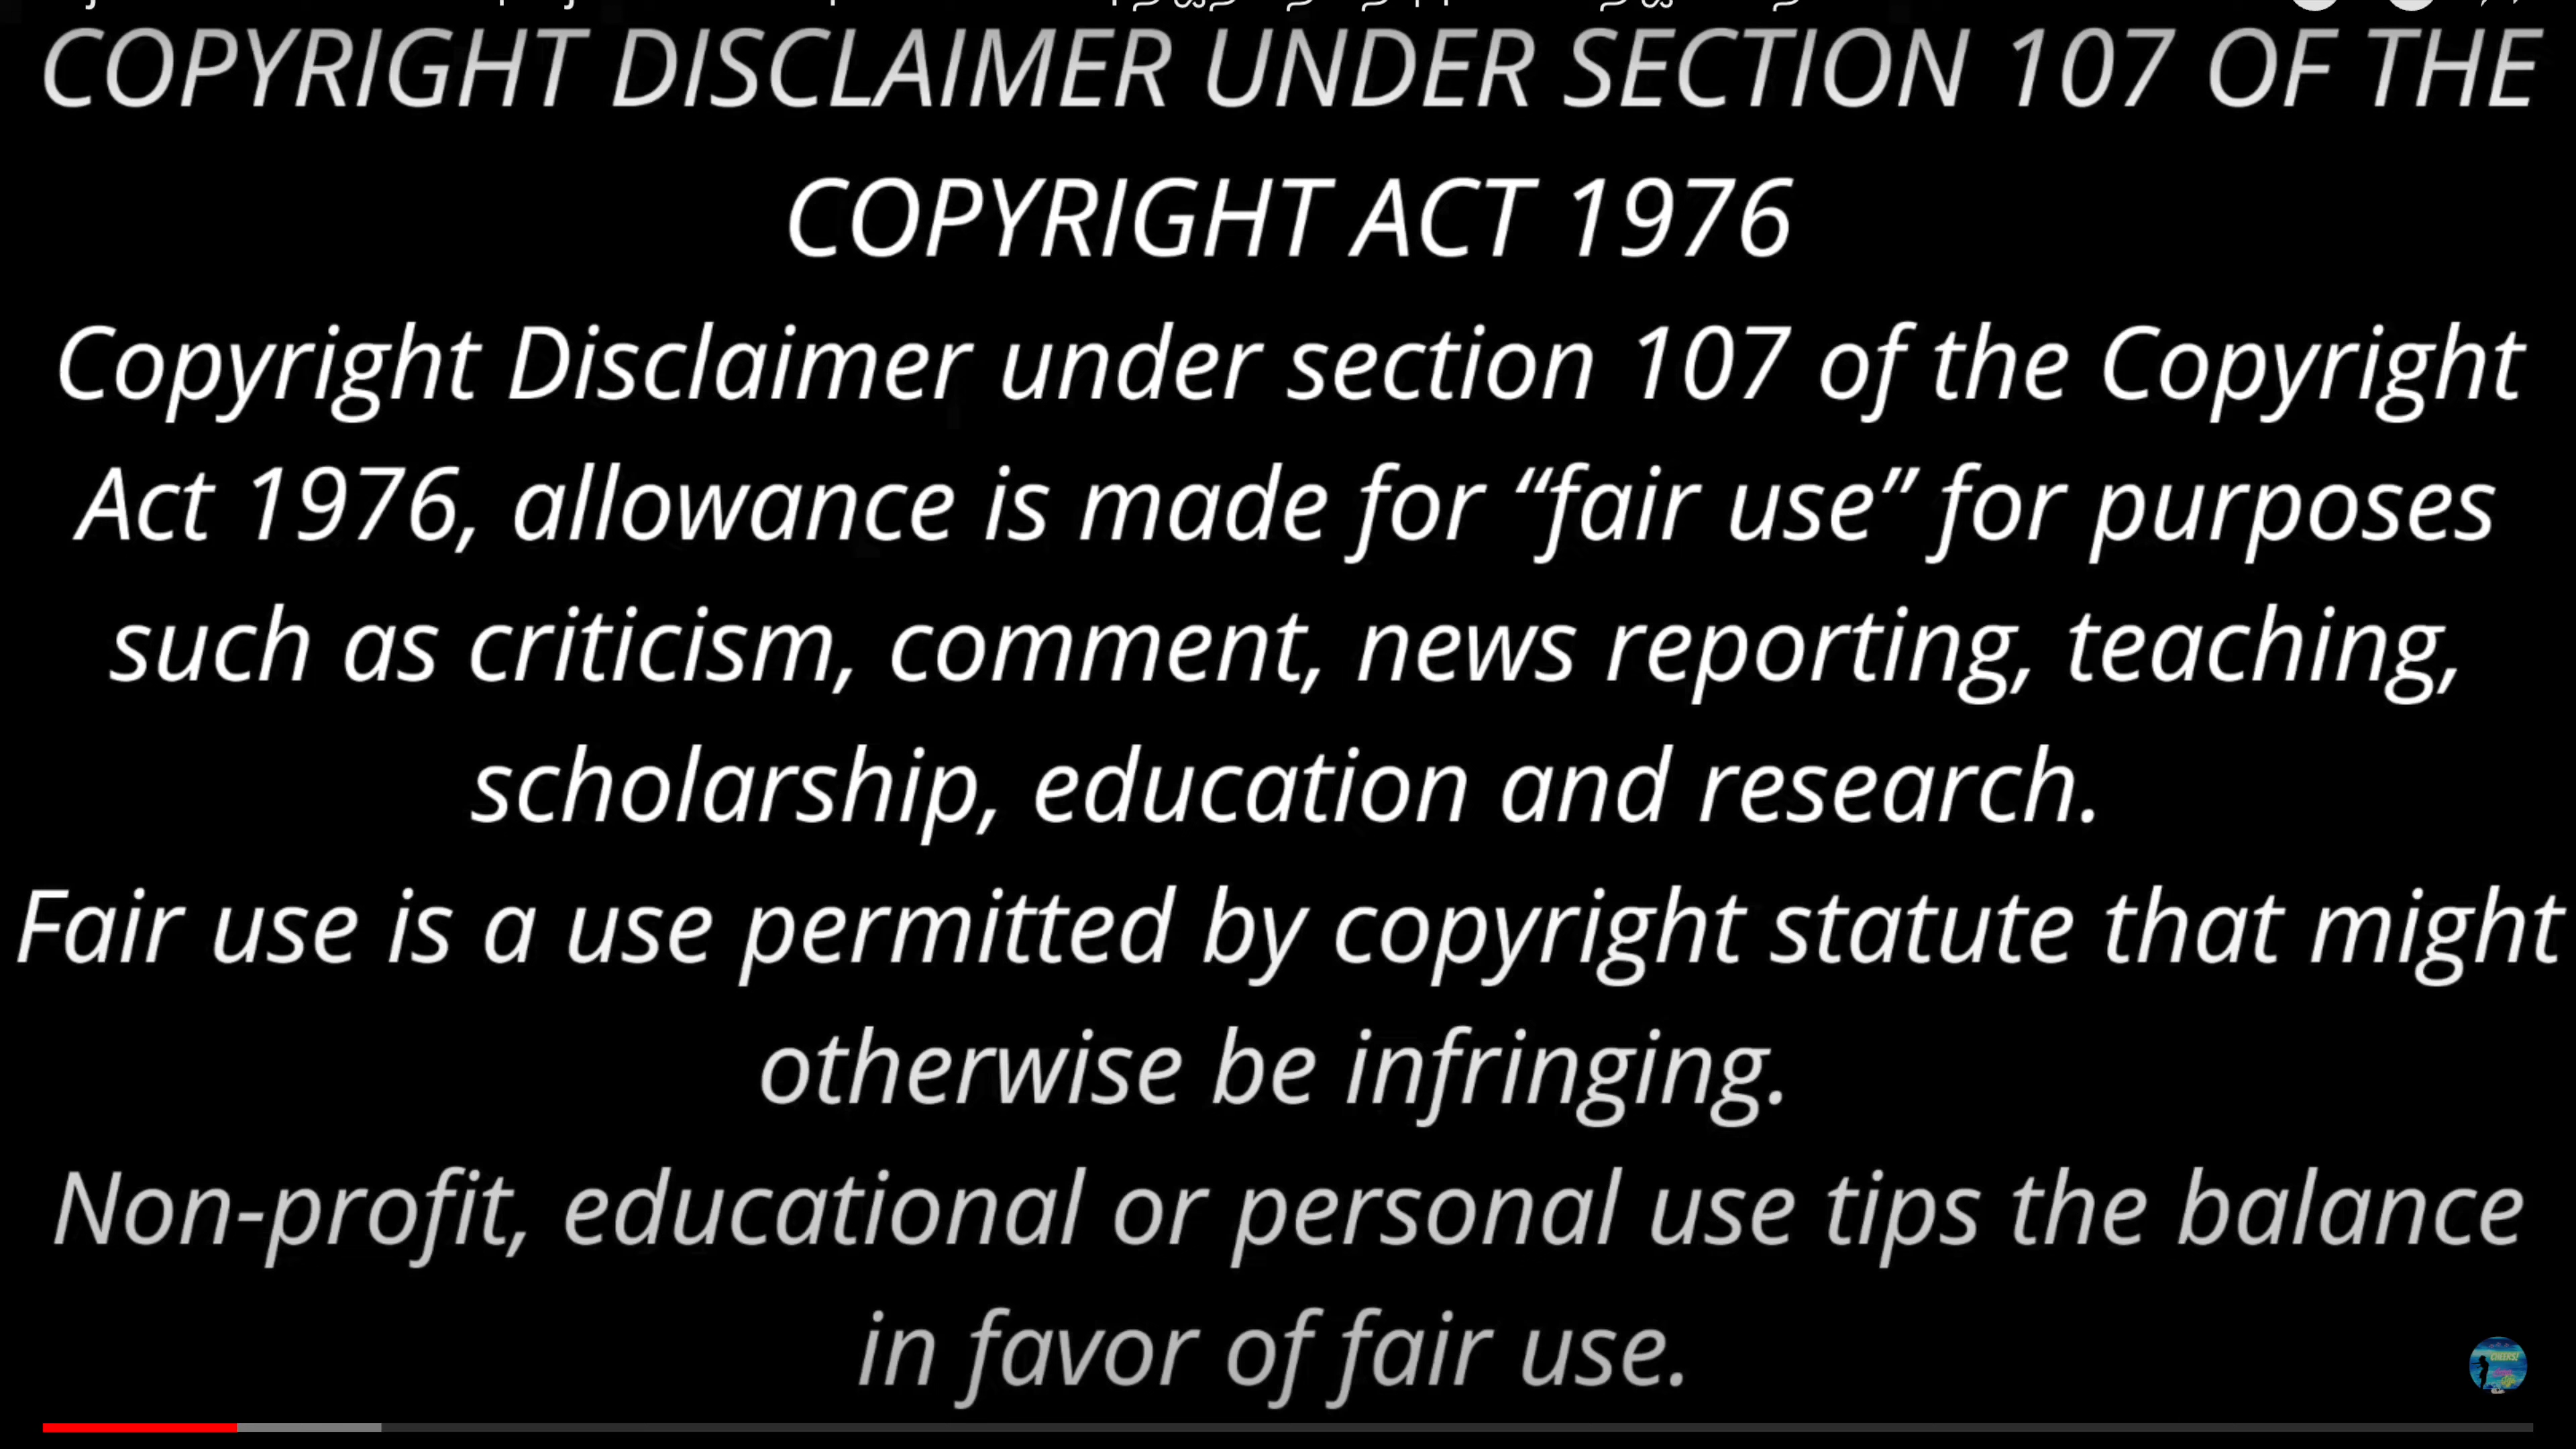 COPYRIGHT DISCLAIMER UNDER SECTION 107 OF THE
COPYRIGHT ACT 1976
Copyright Disclaimer under section 107 of the Copyright
Act 1976, allowance is made for “fair use” for purposes
such as criticism, comment, news reporting, teaching,
scholarship, education and research.
Fair use is a use permitted by copyright statute that might
otherwise be infringing.
Non-profit, educational or personal use tips the balance
in favor of fair use.
CHEERS!